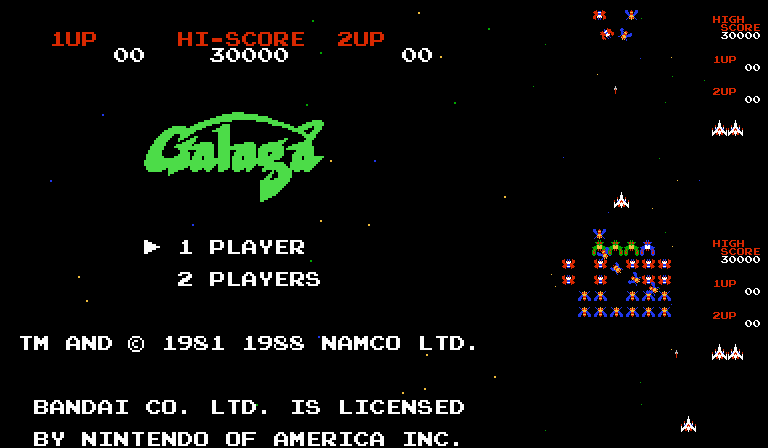 1UP HI-SCORE 2UP
00 30000 00
Galaga
1 PLAYER
2 PLAYERS
TM AND © 1981 1988 NAMCO LTD.
BANDAI CO. LTD. IS LICENSED
BY NINTENDO OF AMERICA INC.
HIGH
SCORE
30000
1UP
00
2UP
00
HIGH
SCORE
30000
1UP
00
2UP
00